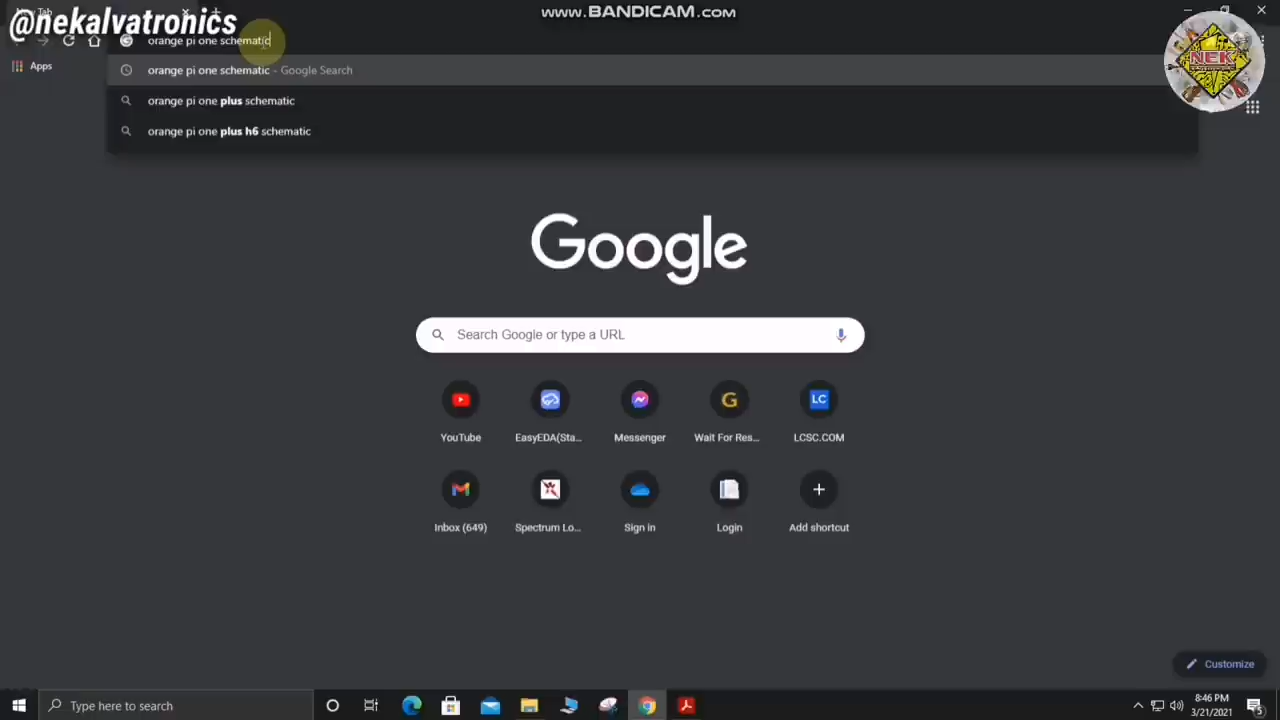 www.BANDICAM.com
@nekalvatronics
orange pi one schematic
Apps
orange pi one schematic - Google Search
orange pi one plus schematic
orange pi one plus h6 schematic
NEK
Google
Search Google or type a URL
YouTube
EasyEDA(Sta...
Messenger
Wait For Res...
LC
LCSC.COM
Inbox (649)
Spectrum Lo...
Sign in
Login
Add shortcut
Customize
Type here to search
8:46 PM
3/21/2021
5